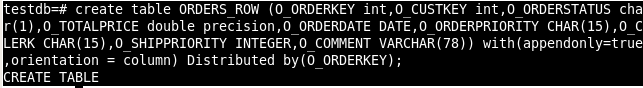 testdb=# create table ORDERS_ROW (O_ORDERKEY int,O_CUSTKEY int,O_ORDERSTATUS cha
r(1),O_TOTALPRICE double precision,O_ORDERDATE DATE,O_ORDERPRIORITY CHAR(15),O_C
LERK CHAR(15),O_SHIPPRIORITY INTEGER,O_COMMENT VARCHAR(78)) with(appendonly=true
,orientation = column) Distributed by(O_ORDERKEY);
CREATE TABLE